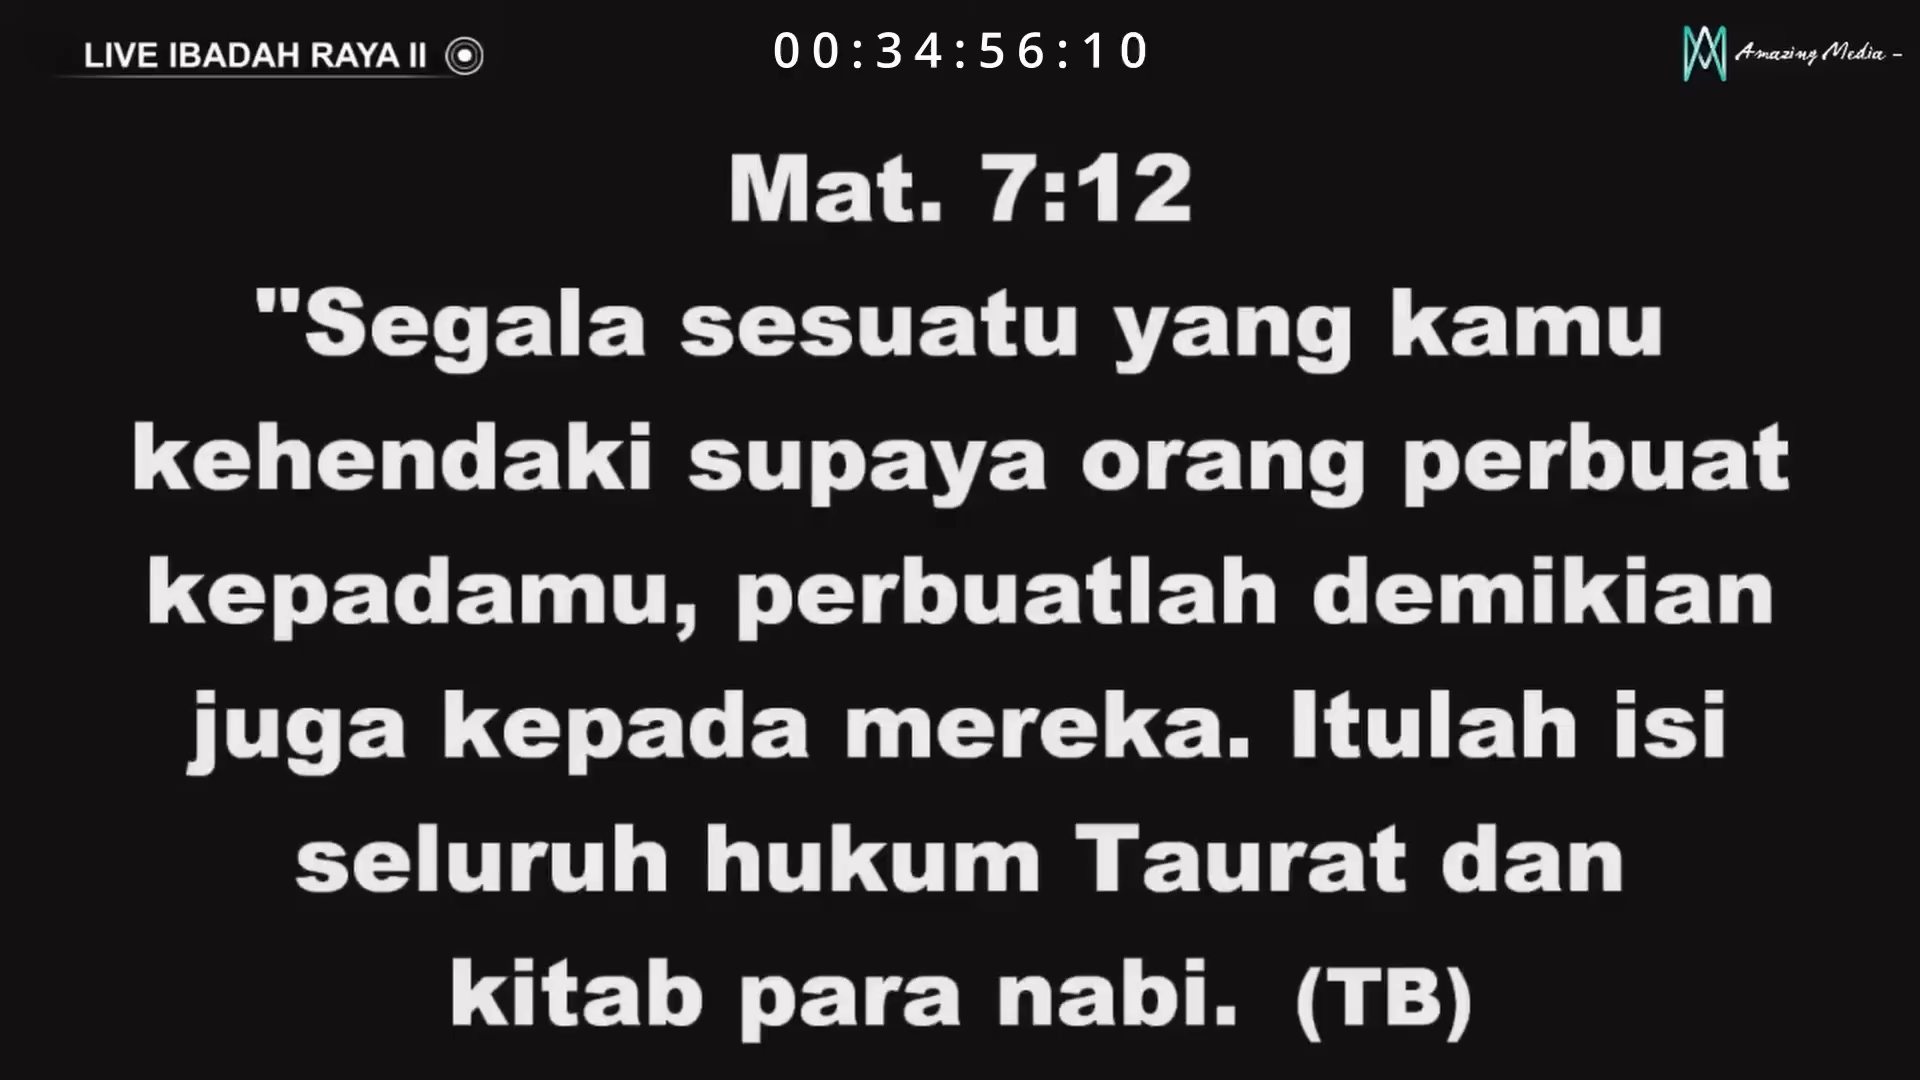 LIVE IBADAH RAYA II
00:34:56:10
Amazing Media -
Mat. 7:12
"Segala sesuatu yang kamu
kehendaki supaya orang perbuat
kepadamu, perbuatlah demikian
juga kepada mereka. Itulah isi
seluruh hukum Taurat dan
kitab para nabi. (TB)